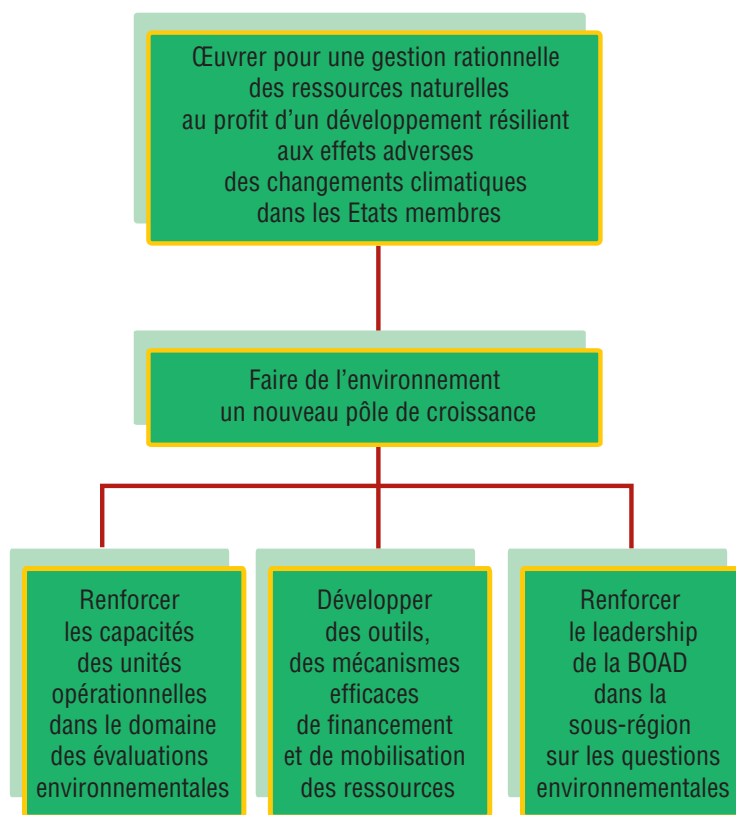 Œuvrer pour une gestion rationnelle
des ressources naturelles
au profit d’un développement résilient
aux effets adverses
des changements climatiques
dans les Etats membres
Faire de l’environnement
un nouveau pôle de croissance
Renforcer
les capacités
des unités
opérationnelles
dans le domaine
des évaluations
environnementales
Développer
des outils,
des mécanismes
efficaces
de financement
et de mobilisation
des ressources
Renforcer
le leadership
de la BOAD
dans la
sous-région
sur les questions
environnementales